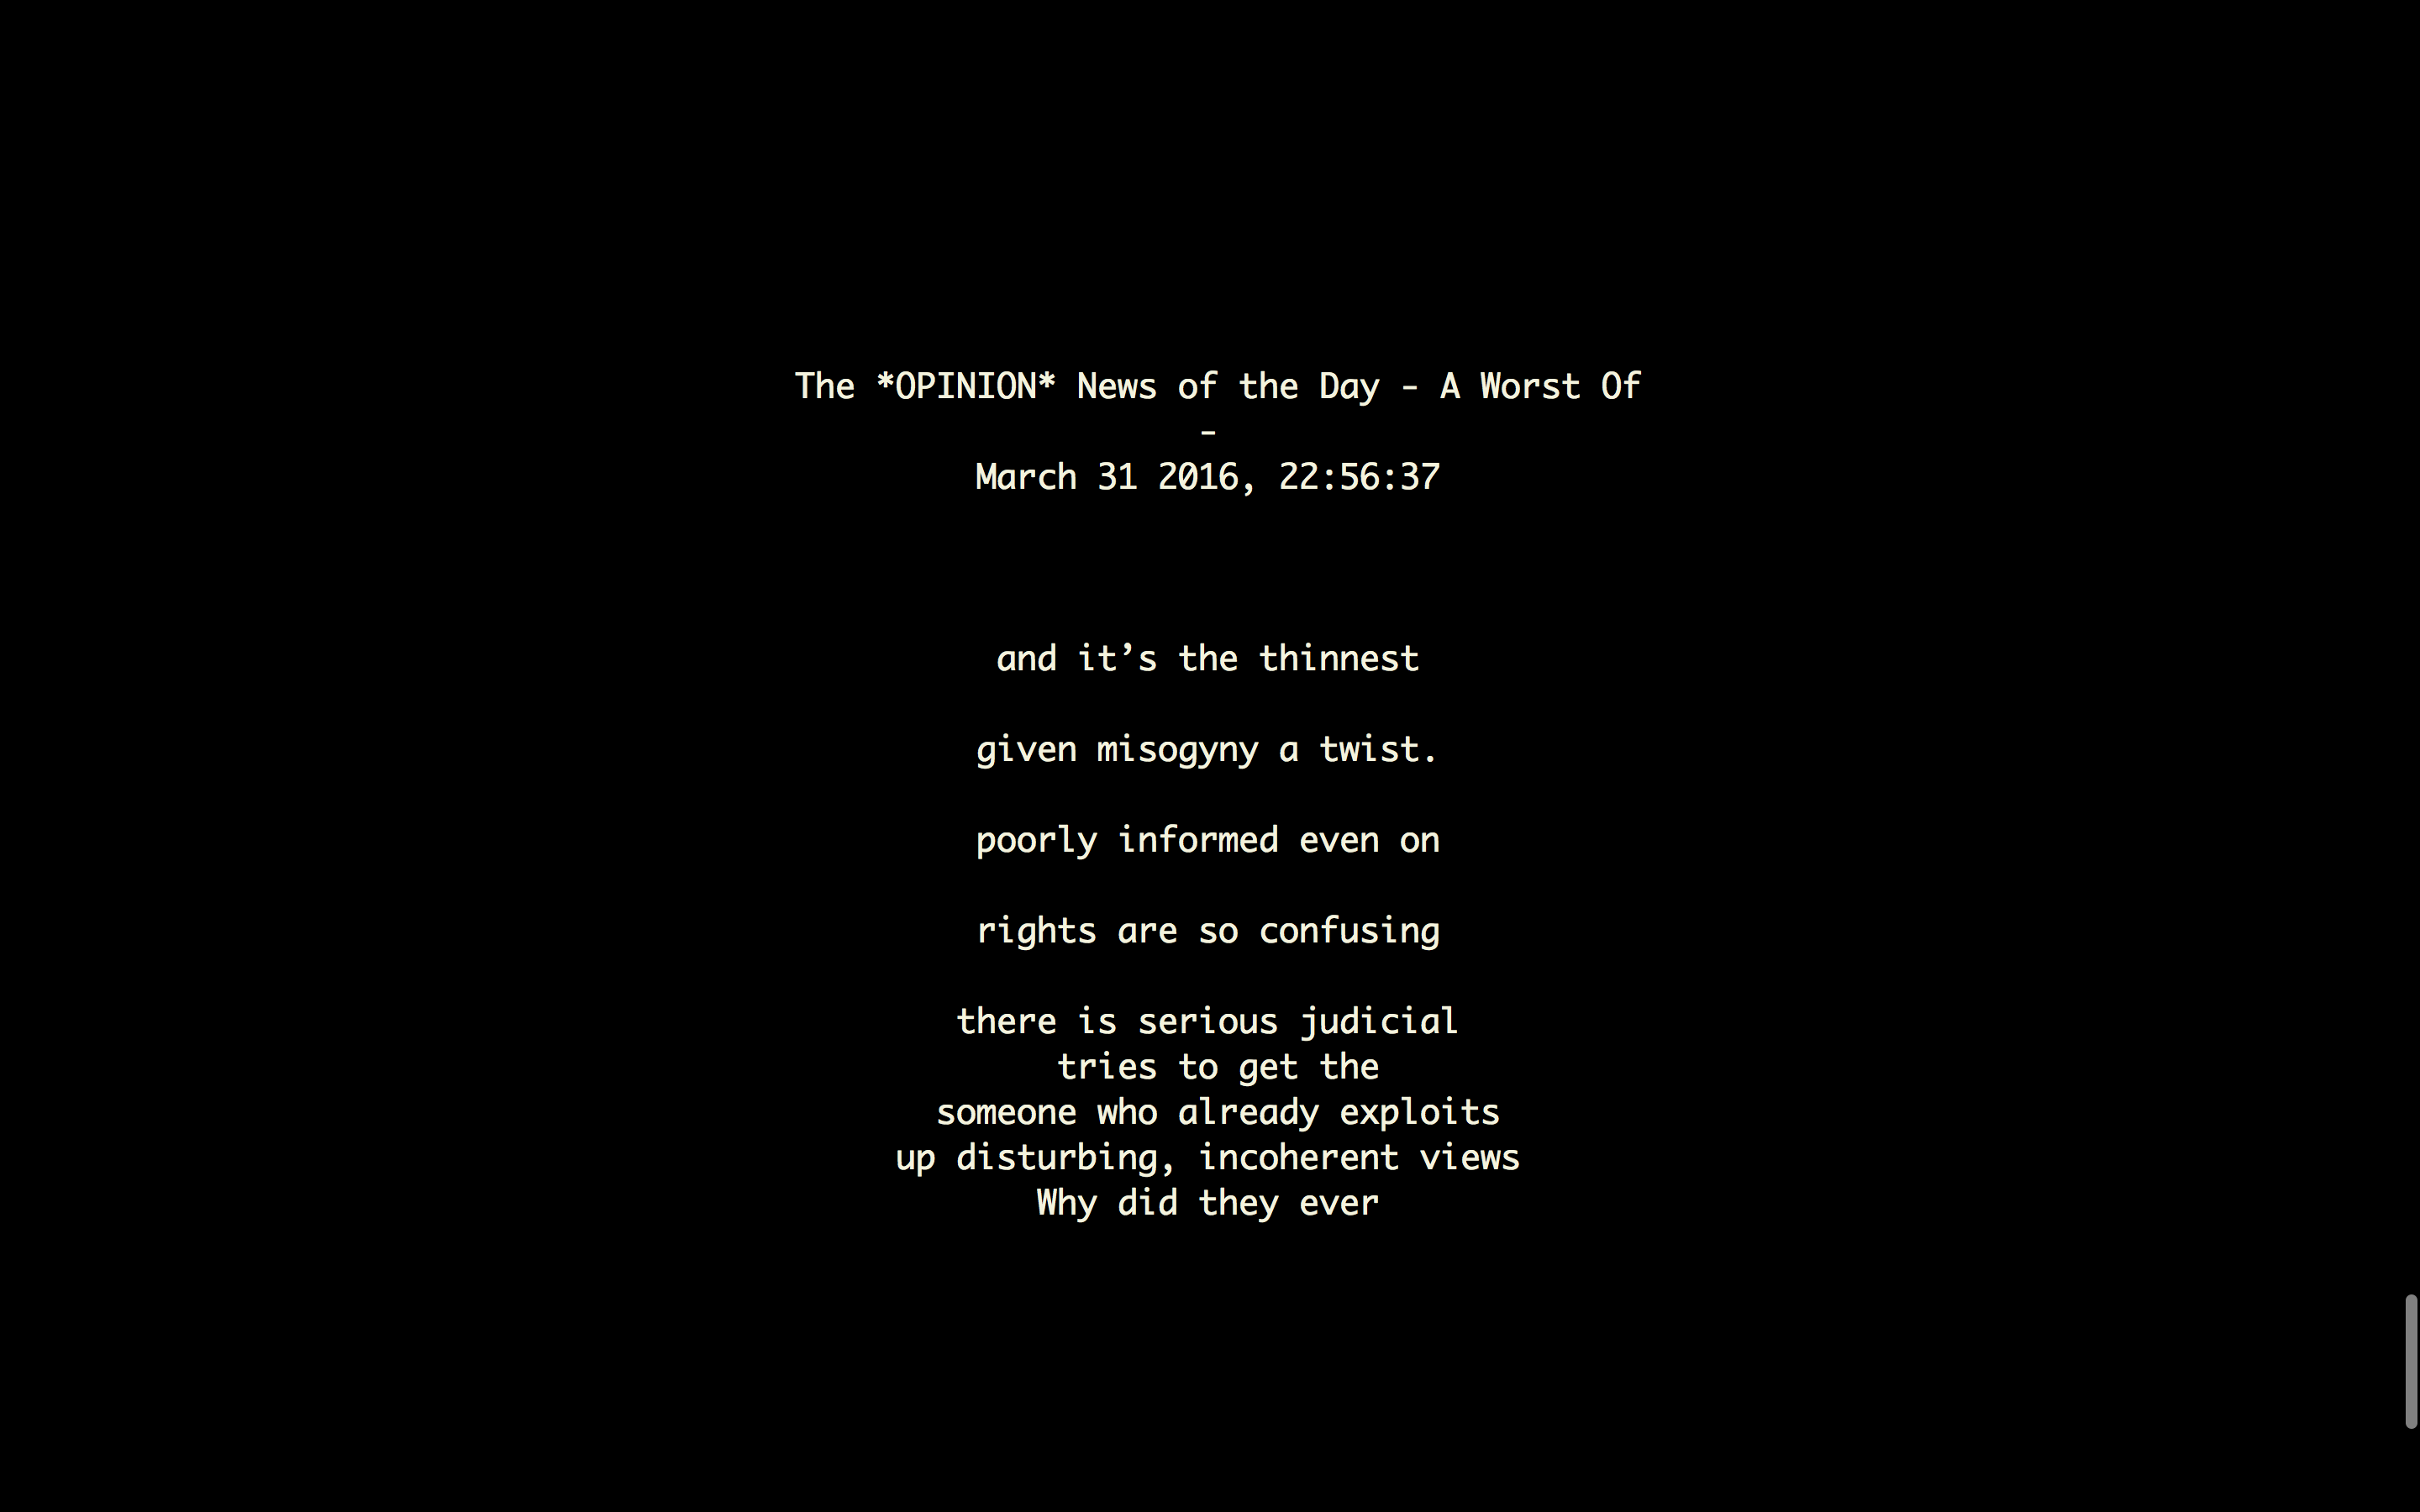 The *OPINION* News of the Day - A Worst Of
-
March 31 2016, 22:56:37
and it’s the thinnest
given misogyny a twist.
poorly informed even on
rights are so confusing
there is serious judicial
tries to get the
someone who already exploits
up disturbing, incoherent views
Why did they ever